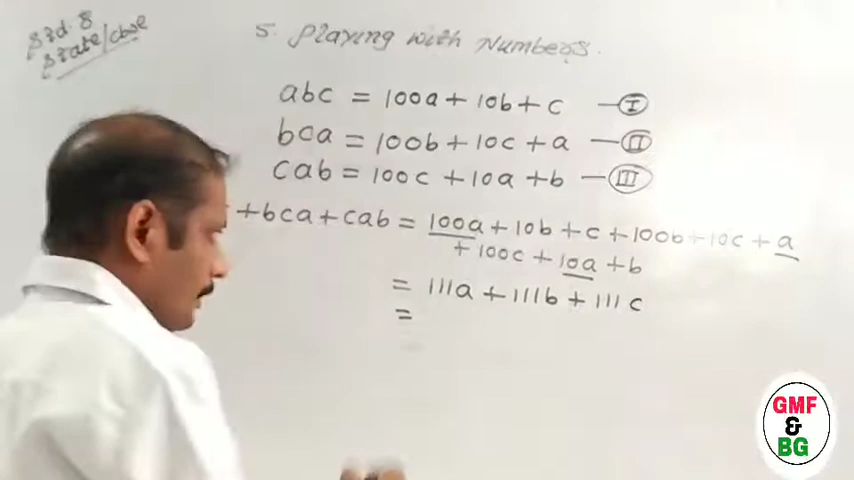 Std. 8
State/cbse
5. Playing with Numbers.
abc = 100a + 10b + c — I
bca = 100b + 10c + a — II
cab = 100c + 10a + b — III
+bca+cab = 100a + 10b + c + 100b + 10c + a
+ 100c + 10a + b
= 111a + 111b + 111c
=
GMF
&
BG